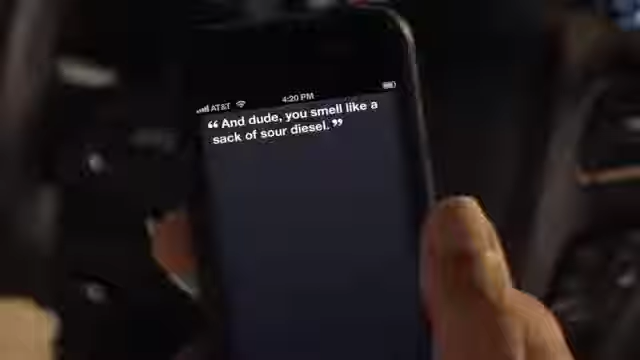 AT&T 4:20 PM
“ And dude, you smell like a
sack of sour diesel. ”